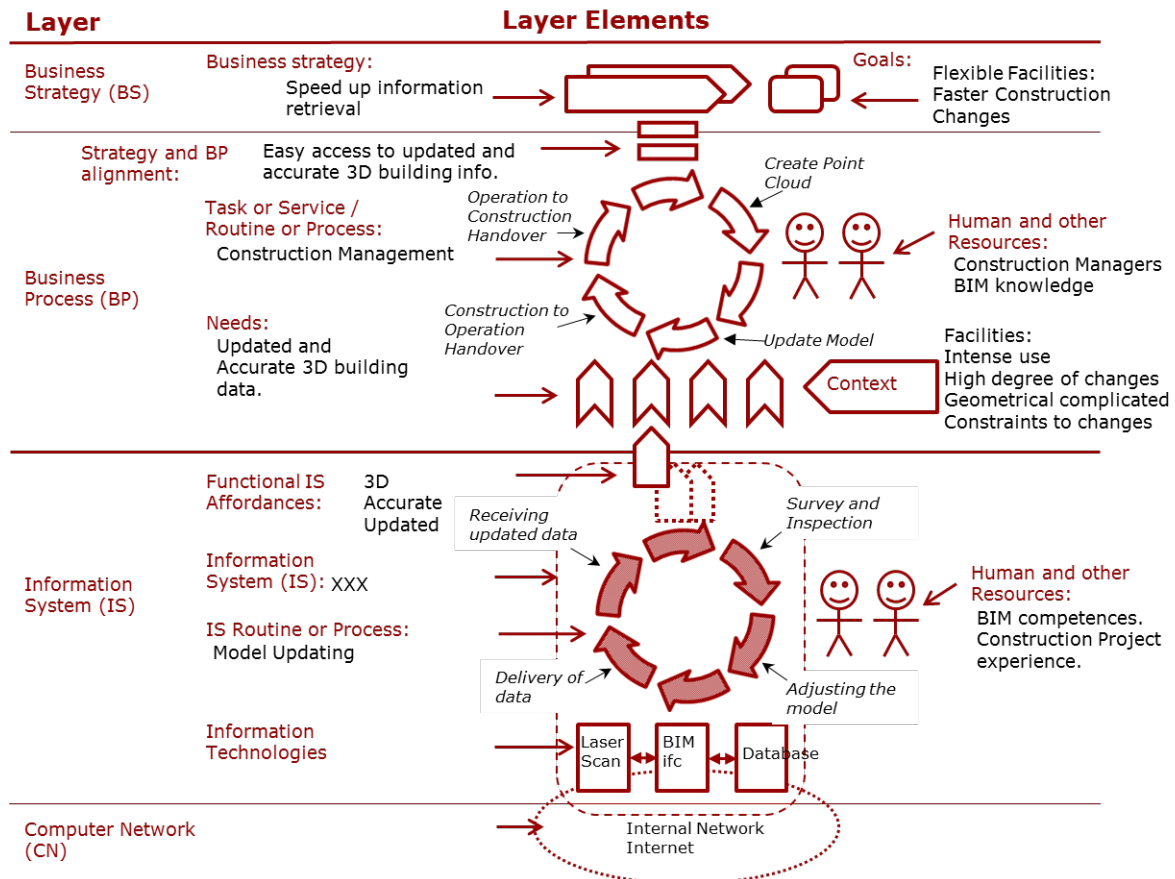 Layer
Layer Elements
Business
Strategy (BS)
Business strategy:
Speed up information
retrieval
Goals:
Flexible Facilities:
Faster Construction
Changes
Strategy and BP
alignment:
Easy access to updated and
accurate 3D building info.
Create Point
Cloud
Operation to
Construction
Handover
Task or Service /
Routine or Process:
Construction Management
Human and other
Resources:
Construction Managers
BIM knowledge
Business
Process (BP)
Needs:
Updated and
Accurate 3D building
data.
Construction to
Operation
Handover
Update Model
Context
Facilities:
Intense use
High degree of changes
Geometrical complicated
Constraints to changes
Functional IS
Affordances:
3D
Accurate
Updated
Receiving
updated data
Survey and
Inspection
Information
System (IS)
Information
System (IS): XXX
Human and other
Resources:
BIM competences.
Construction Project
experience.
IS Routine or Process:
Model Updating
Delivery of
data
Adjusting the
model
Information
Technologies
Laser
Scan
BIM
ifc
Database
Computer Network
(CN)
Internal Network
Internet